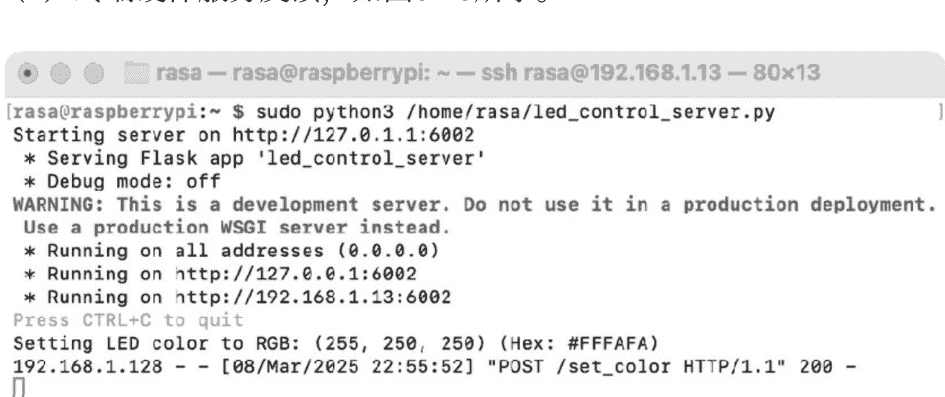 rasa — rasa@raspberrypi: ~ — ssh rasa@192.168.1.13 — 80×13
[rasa@raspberrypi:~ $ sudo python3 /home/rasa/led_control_server.py ]
Starting server on http://127.0.1.1:6002
* Serving Flask app 'led_control_server'
* Debug mode: off
WARNING: This is a development server. Do not use it in a production deployment.
Use a production WSGI server instead.
* Running on all addresses (0.0.0.0)
* Running on http://127.0.0.1:6002
* Running on http://192.168.1.13:6002
Press CTRL+C to quit
Setting LED color to RGB: (255, 250, 250) (Hex: #FFFAFA)
192.168.1.128 - - [08/Mar/2025 22:55:52] "POST /set_color HTTP/1.1" 200 -